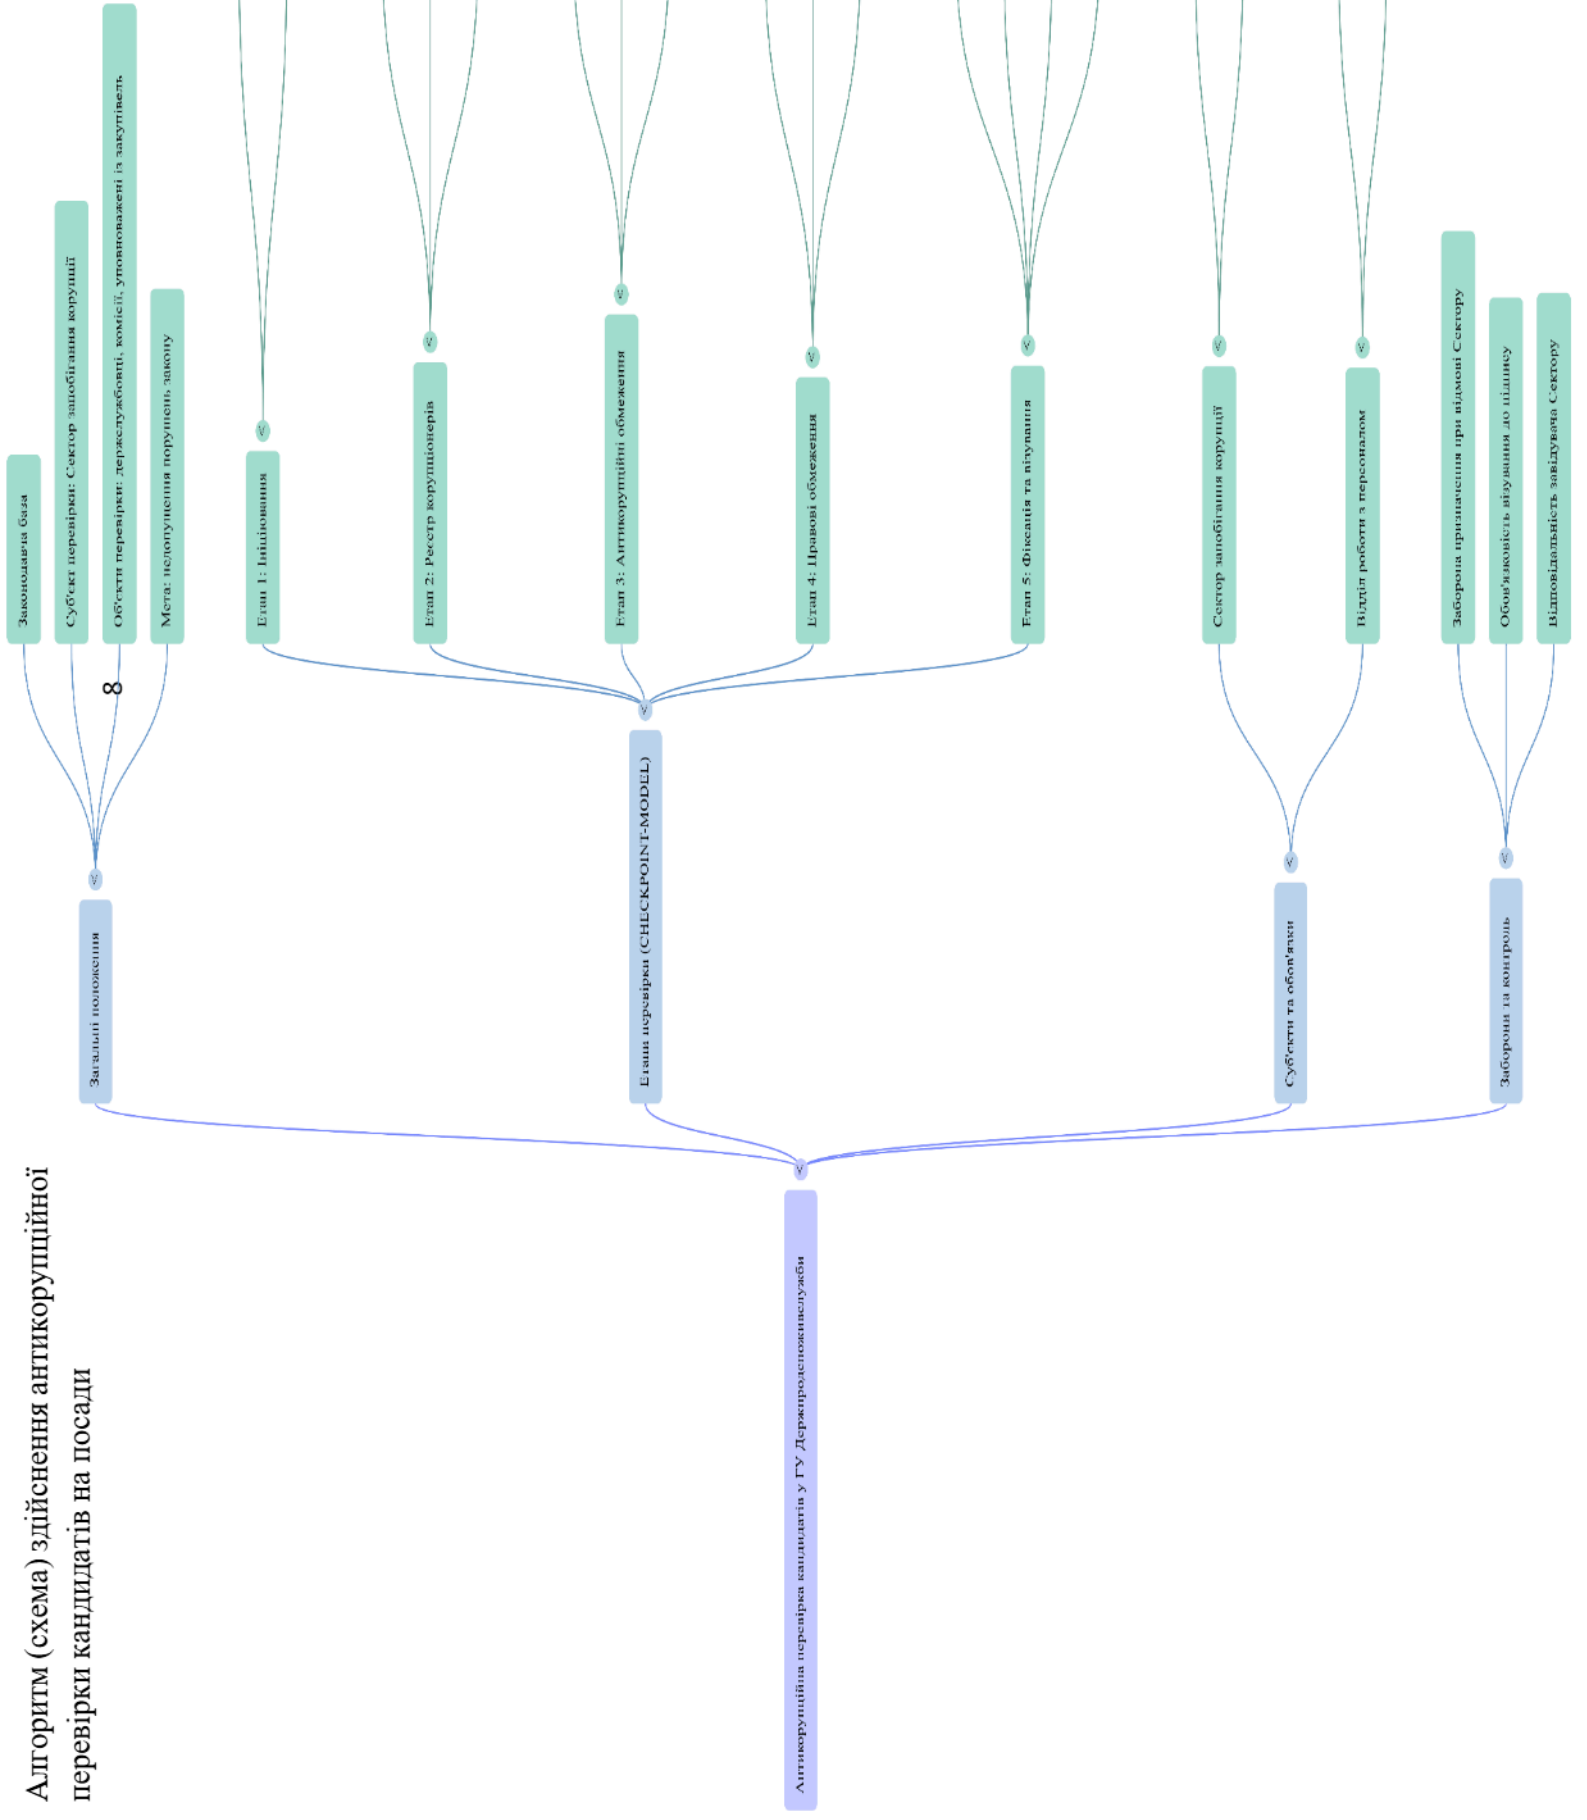 Алгоритм (схема) здійснення антикорупційної
перевірки кандидатів на посади
8
Антикорупційна перевірка кандидатів у ГУ Держпродспоживслужби
Загальні положення
Законодавча база
Суб'єкт перевірки: Сектор запобігання корупції
Об'єкти перевірки: держслужбовці, комісії, уповноважені із закупівель
Мета: недопущення порушень закону
Етапи перевірки (CHECKPOINT-MODEL)
Етап 1: Ініціювання
Етап 2: Реєстр корупціонерів
Етап 3: Антикорупційні обмеження
Етап 4: Правові обмеження
Етап 5: Фіксація та візування
Суб'єкти та обов'язки
Сектор запобігання корупції
Відділ роботи з персоналом
Заборони та контроль
Заборона призначення при відмові Сектору
Обов'язковість візування до підпису
Відповідальність завідувача Сектору